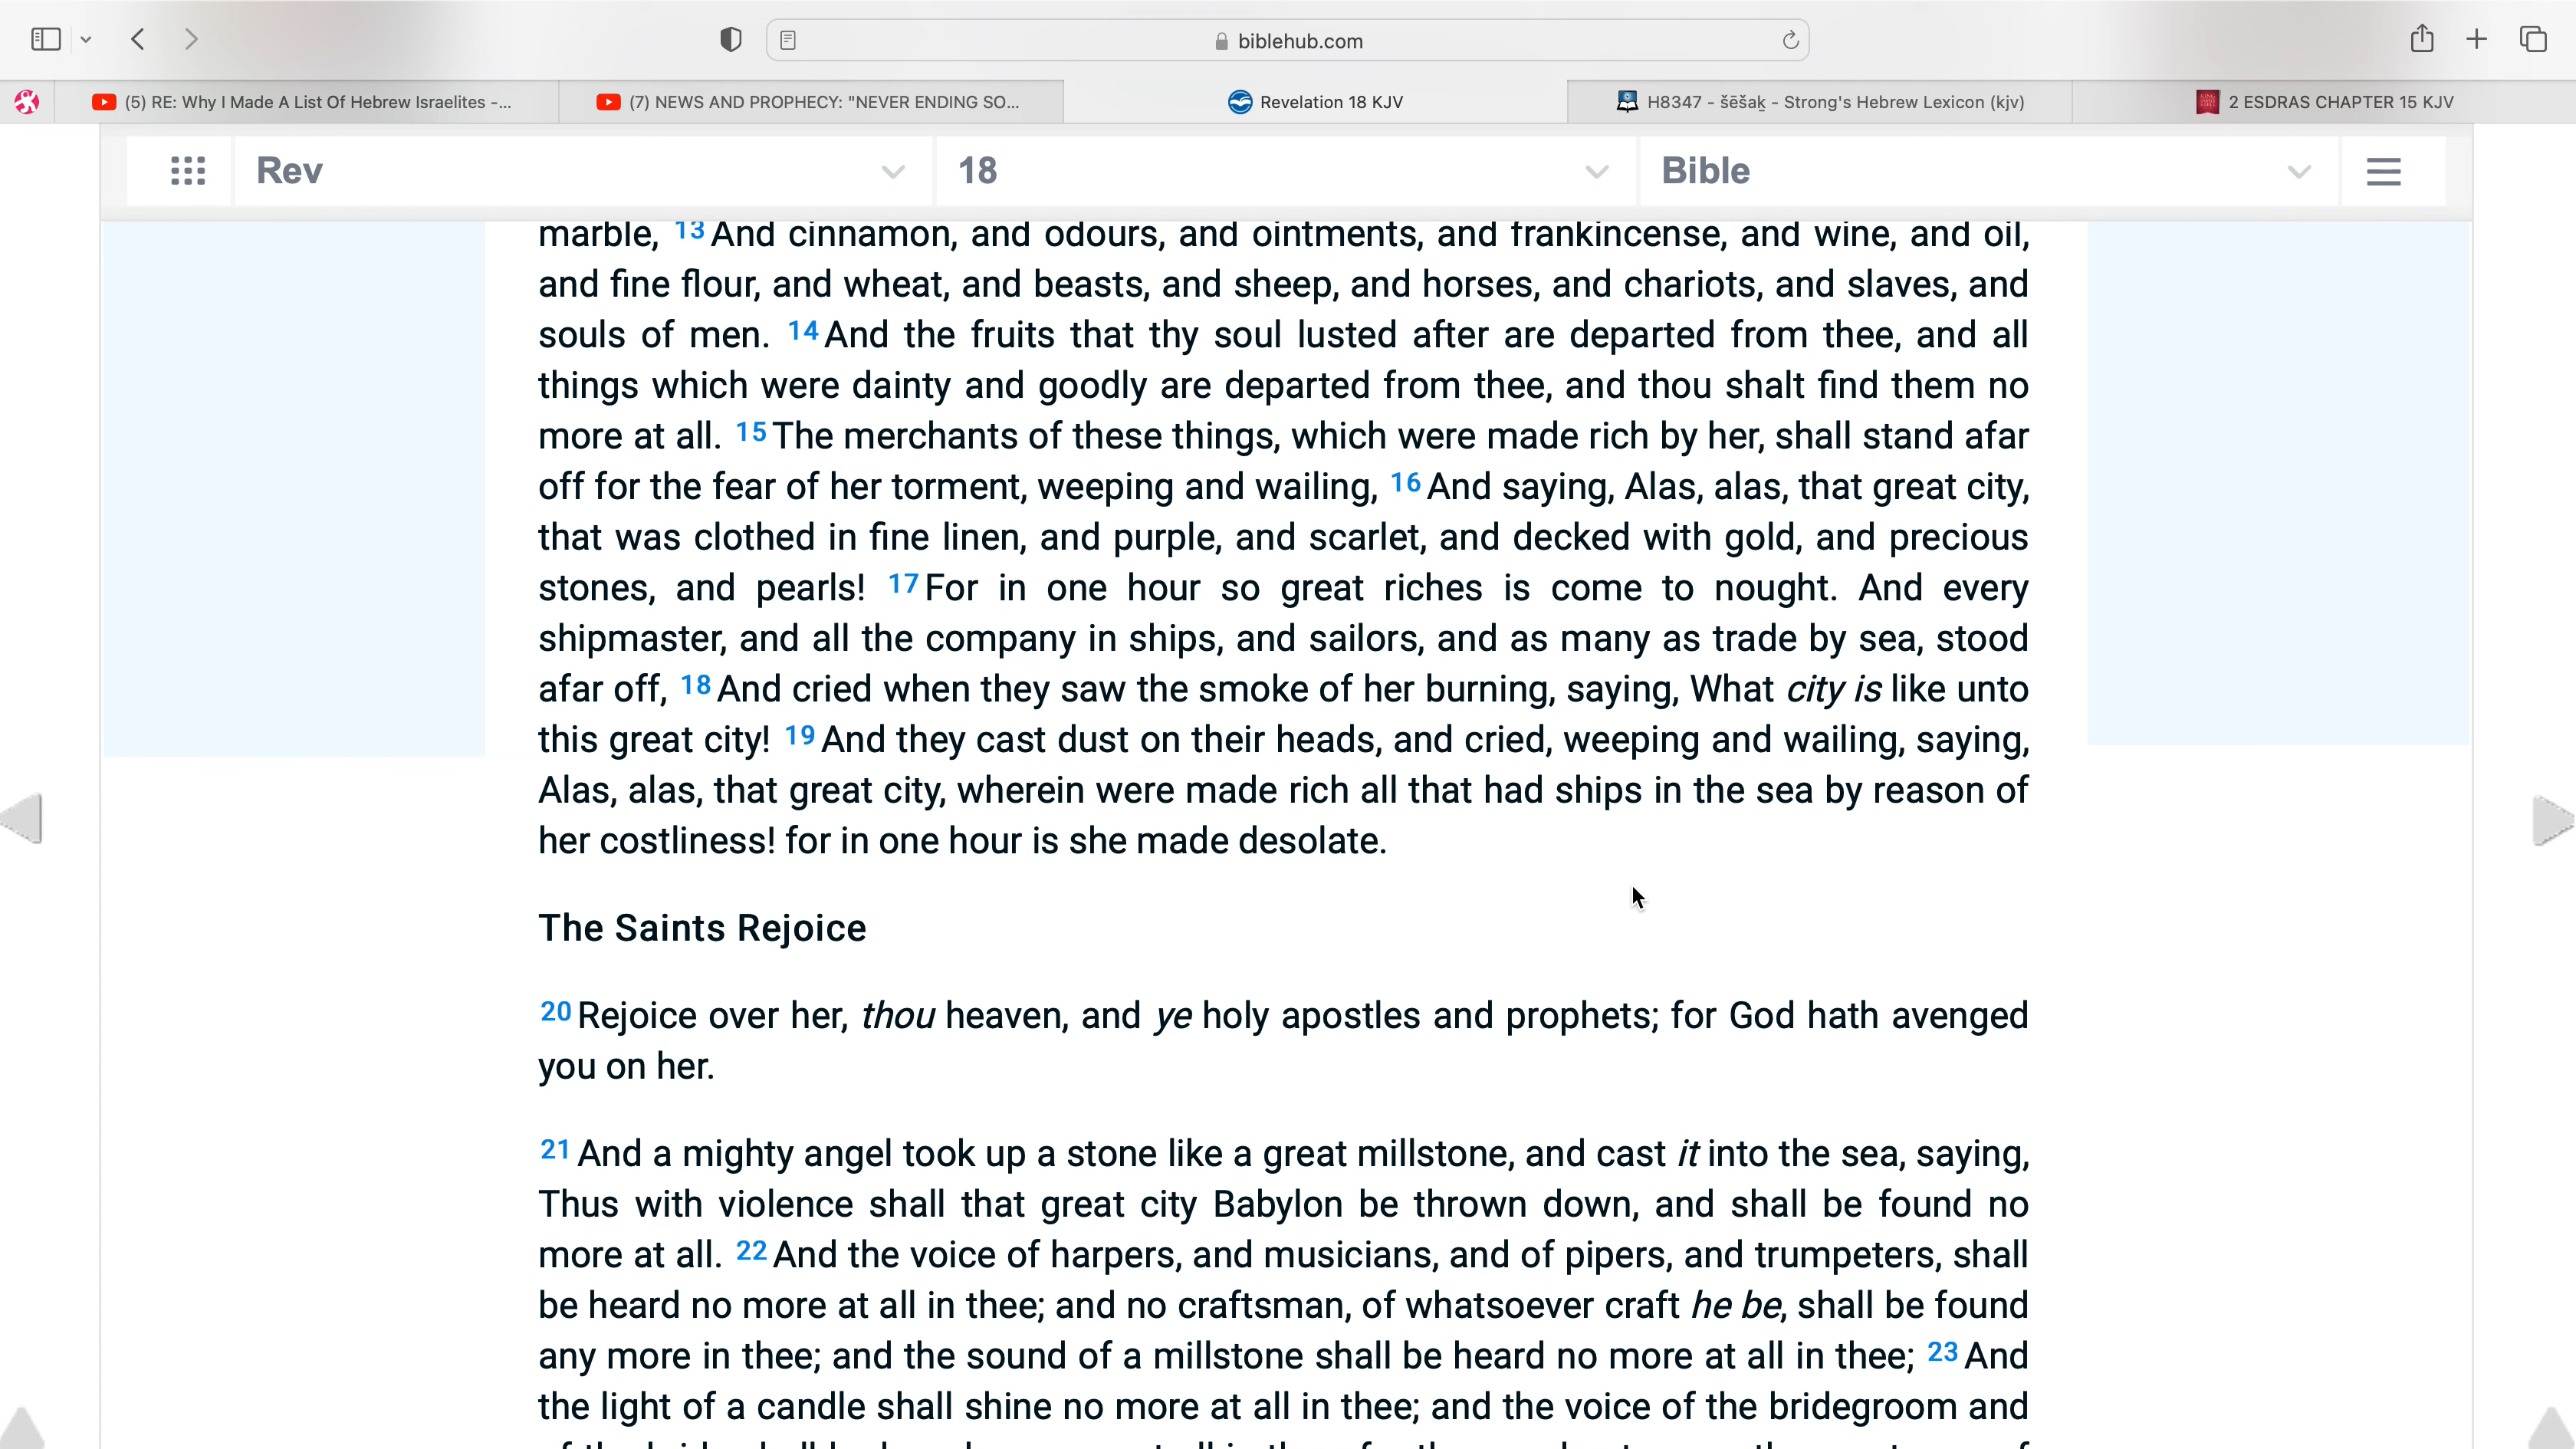 biblehub.com
(5) RE: Why I Made A List Of Hebrew Israelites -...
(7) NEWS AND PROPHECY: "NEVER ENDING SO...
Revelation 18 KJV
H8347 - šēšaḵ - Strong's Hebrew Lexicon (kjv)
2 ESDRAS CHAPTER 15 KJV
Rev
18
Bible
marble, 13 And cinnamon, and odours, and ointments, and frankincense, and wine, and oil,
and fine flour, and wheat, and beasts, and sheep, and horses, and chariots, and slaves, and
souls of men. 14 And the fruits that thy soul lusted after are departed from thee, and all
things which were dainty and goodly are departed from thee, and thou shalt find them no
more at all. 15 The merchants of these things, which were made rich by her, shall stand afar
off for the fear of her torment, weeping and wailing, 16 And saying, Alas, alas, that great city,
that was clothed in fine linen, and purple, and scarlet, and decked with gold, and precious
stones, and pearls! 17 For in one hour so great riches is come to nought. And every
shipmaster, and all the company in ships, and sailors, and as many as trade by sea, stood
afar off, 18 And cried when they saw the smoke of her burning, saying, What city is like unto
this great city! 19 And they cast dust on their heads, and cried, weeping and wailing, saying,
Alas, alas, that great city, wherein were made rich all that had ships in the sea by reason of
her costliness! for in one hour is she made desolate.
The Saints Rejoice
20 Rejoice over her, thou heaven, and ye holy apostles and prophets; for God hath avenged
you on her.
21 And a mighty angel took up a stone like a great millstone, and cast it into the sea, saying,
Thus with violence shall that great city Babylon be thrown down, and shall be found no
more at all. 22 And the voice of harpers, and musicians, and of pipers, and trumpeters, shall
be heard no more at all in thee; and no craftsman, of whatsoever craft he be, shall be found
any more in thee; and the sound of a millstone shall be heard no more at all in thee; 23 And
the light of a candle shall shine no more at all in thee; and the voice of the bridegroom and